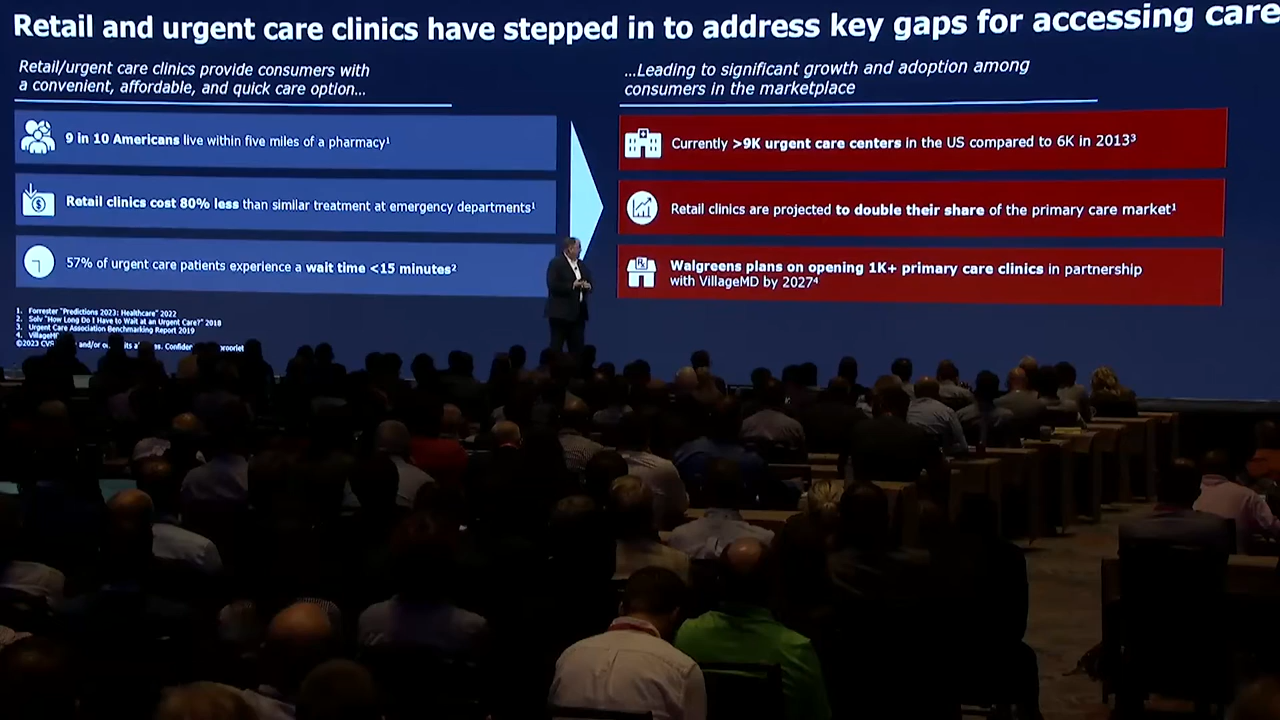 Retail and urgent care clinics have stepped in to address key gaps for accessing care
Retail/urgent care clinics provide consumers with
a convenient, affordable, and quick care option...
9 in 10 Americans live within five miles of a pharmacy¹
$
Retail clinics cost 80% less than similar treatment at emergency departments¹
57% of urgent care patients experience a wait time <15 minutes²
...Leading to significant growth and adoption among
consumers in the marketplace
Currently >9K urgent care centers in the US compared to 6K in 2013³
Retail clinics are projected to double their share of the primary care market¹
Rx
Walgreens plans on opening 1K+ primary care clinics in partnership
with VillageMD by 2027⁴
1. Forrester "Predictions 2023: Healthcare" 2022
2. Solv "How Long Do I Have to Wait at an Urgent Care?" 2018
3. Urgent Care Association Benchmarking Report 2019
4.
©2023 and/or